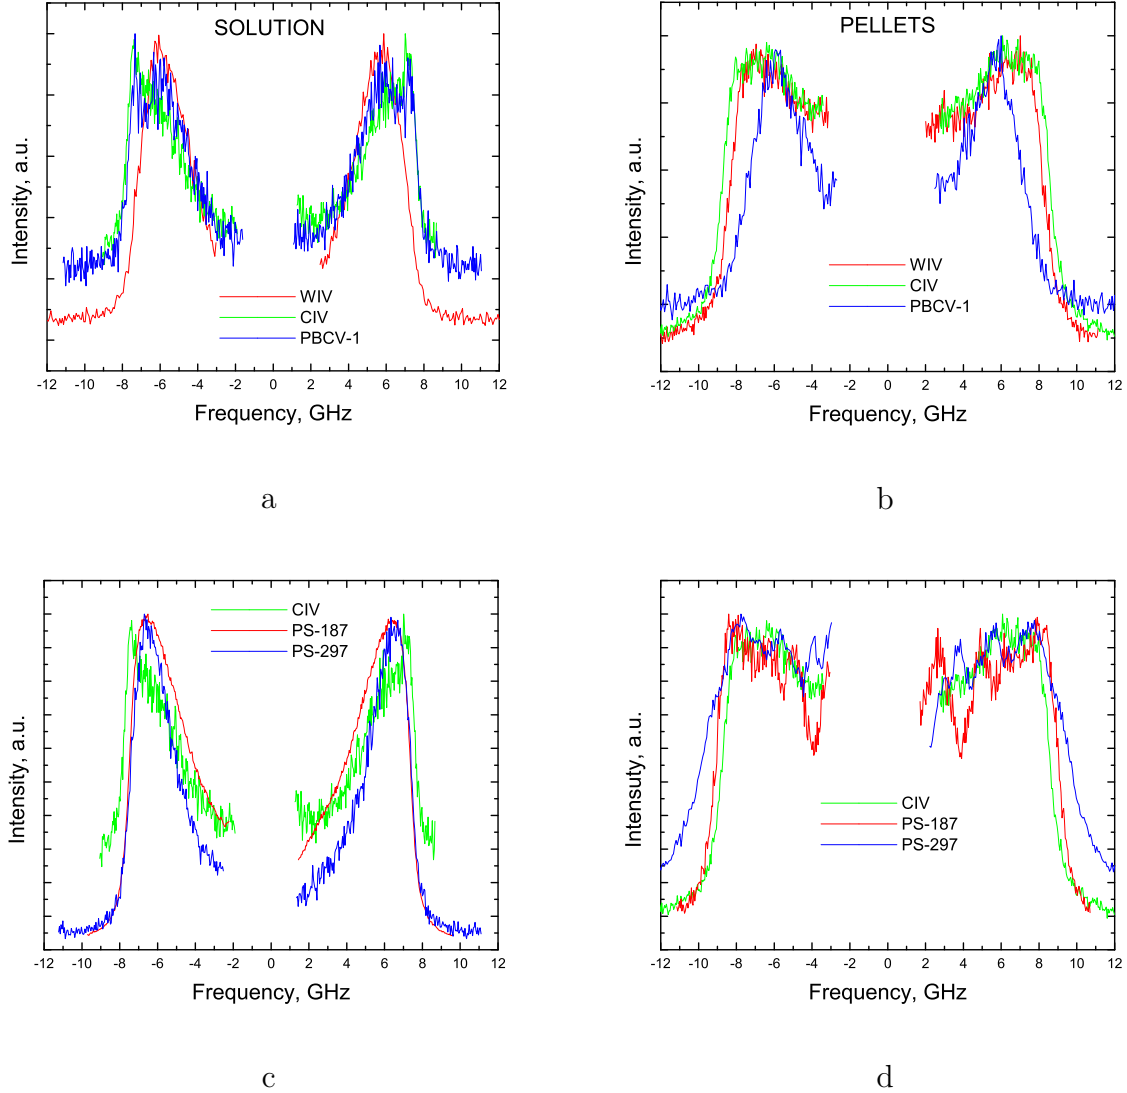 SOLUTION
Intensity, a.u.
WIV
CIV
PBCV-1
-12 -10 -8 -6 -4 -2 0 2 4 6 8 10 12
Frequency, GHz
a
PELLETS
Intensity, a.u.
WIV
CIV
PBCV-1
-12 -10 -8 -6 -4 -2 0 2 4 6 8 10 12
Frequency, GHz
b
CIV
PS-187
PS-297
Intensity, a.u.
-12 -10 -8 -6 -4 -2 0 2 4 6 8 10 12
Frequency, GHz
c
Intensuty, a.u.
CIV
PS-187
PS-297
-12 -10 -8 -6 -4 -2 0 2 4 6 8 10 12
Frequency, GHz
d